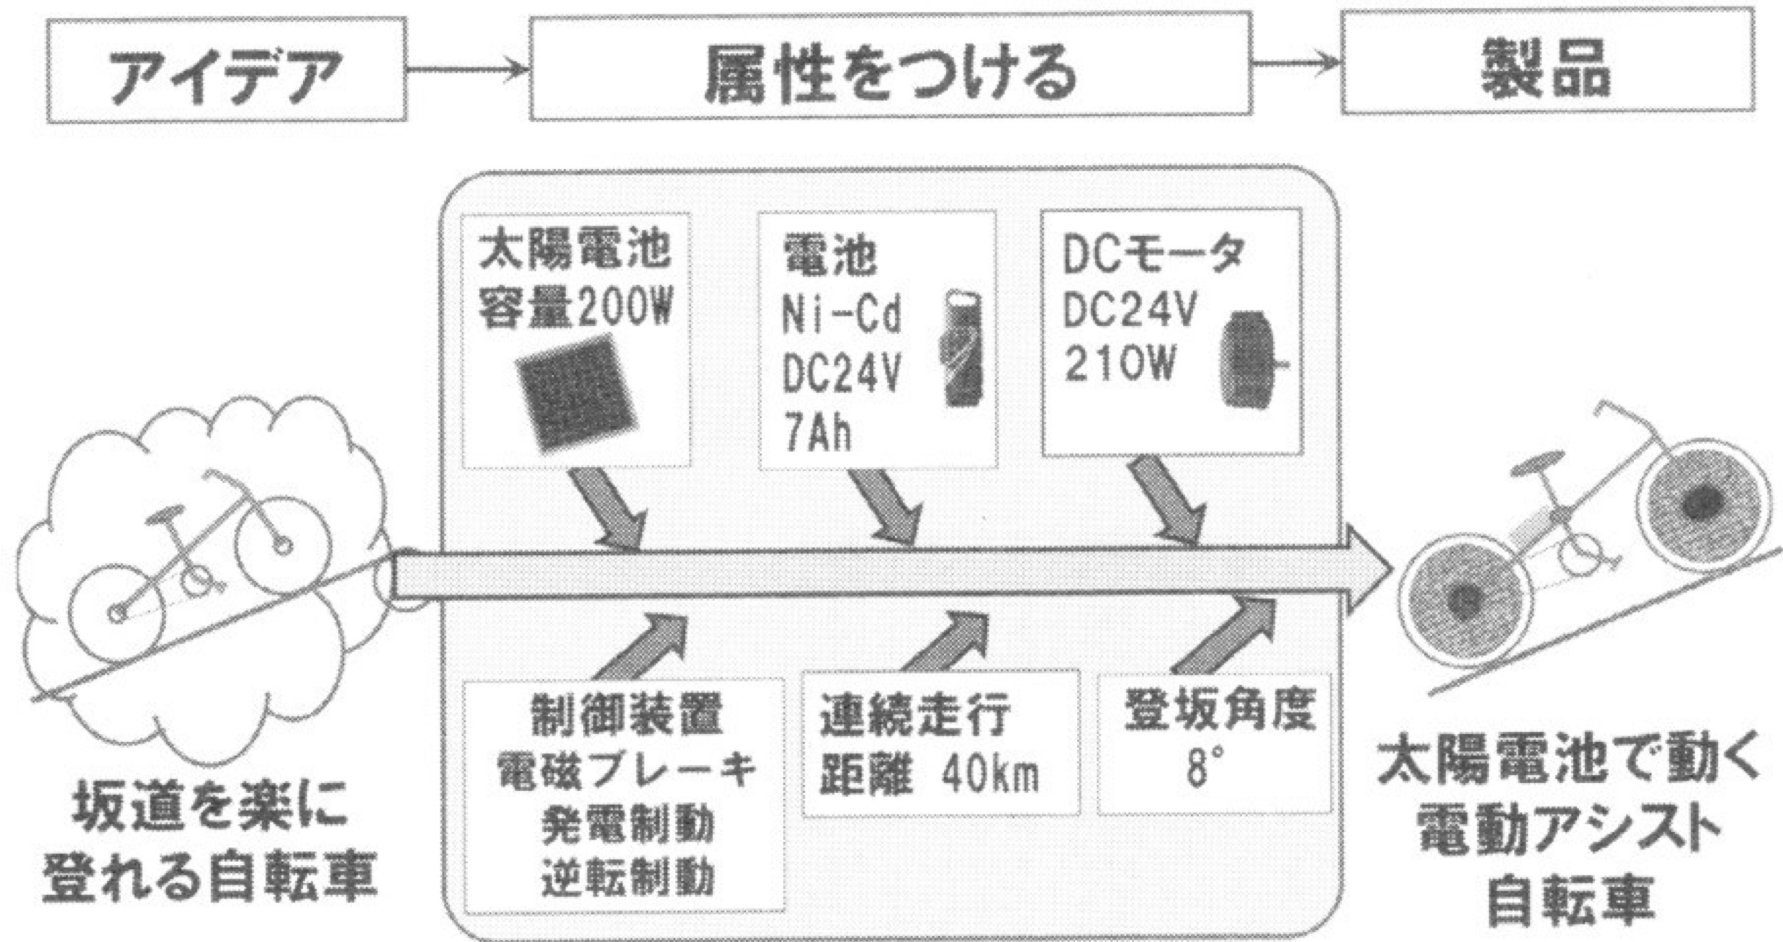 アイデア
属性をつける
製品
太陽電池
容量200W
電池
Ni-Cd
DC24V
7Ah
DCモータ
DC24V
210W
制御装置
電磁ブレーキ
発電制動
逆転制動
連続走行
距離 40km
登坂角度
8°
坂道を楽に
登れる自転車
太陽電池で動く
電動アシスト
自転車